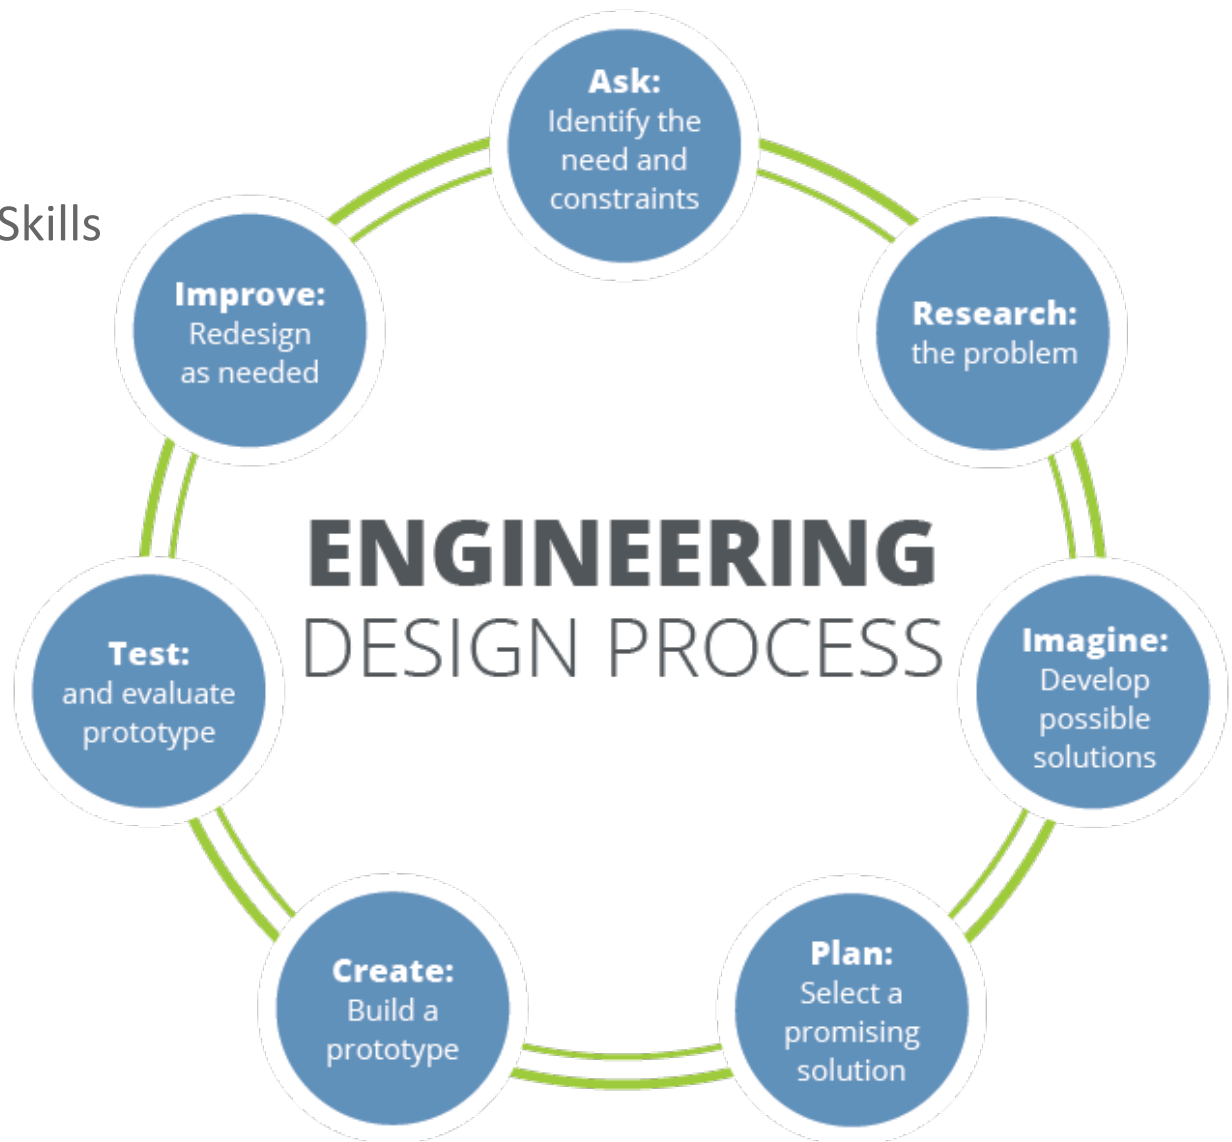 Skills
Ask:
Identify the
need and
constraints
Research:
the problem
Imagine:
Develop
possible
solutions
Plan:
Select a
promising
solution
Create:
Build a
prototype
Test:
and evaluate
prototype
Improve:
Redesign
as needed
ENGINEERING
DESIGN PROCESS